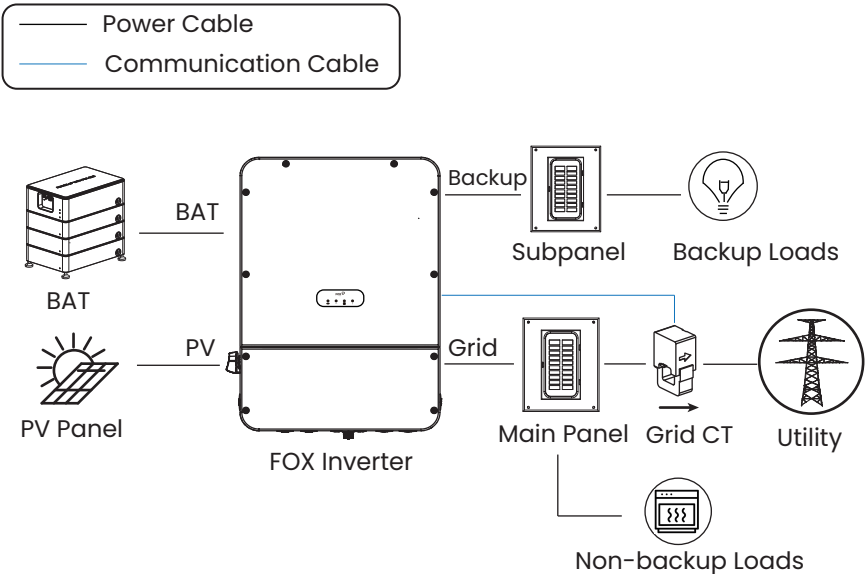 Power Cable
Communication Cable
BAT
BAT
Backup
Subpanel
Backup Loads
PV
PV Panel
FOX Inverter
Grid
Main Panel
Grid CT
Utility
Non-backup Loads